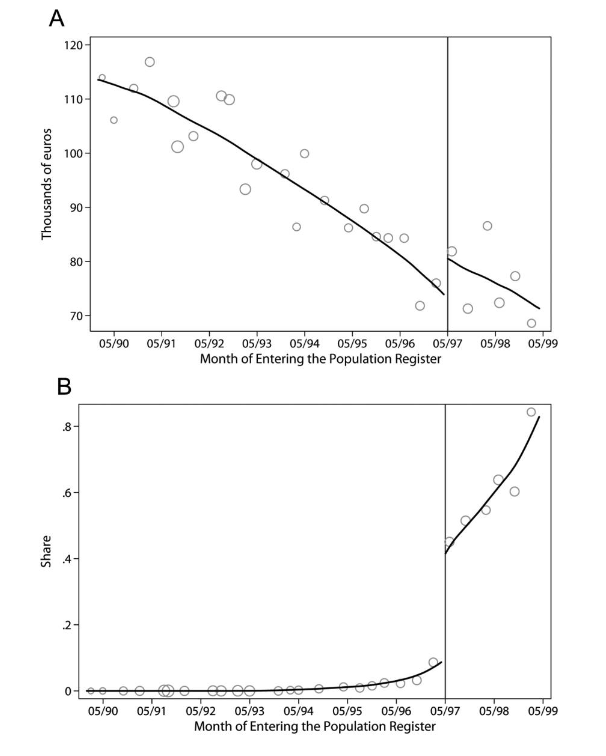 A
120
110
100
90
80
70
Thousands of euros
05/90 05/91 05/92 05/93 05/94 05/95 05/96 05/97 05/98 05/99
Month of Entering the Population Register
B
.8
.6
.4
.2
0
Share
05/90 05/91 05/92 05/93 05/94 05/95 05/96 05/97 05/98 05/99
Month of Entering the Population Register